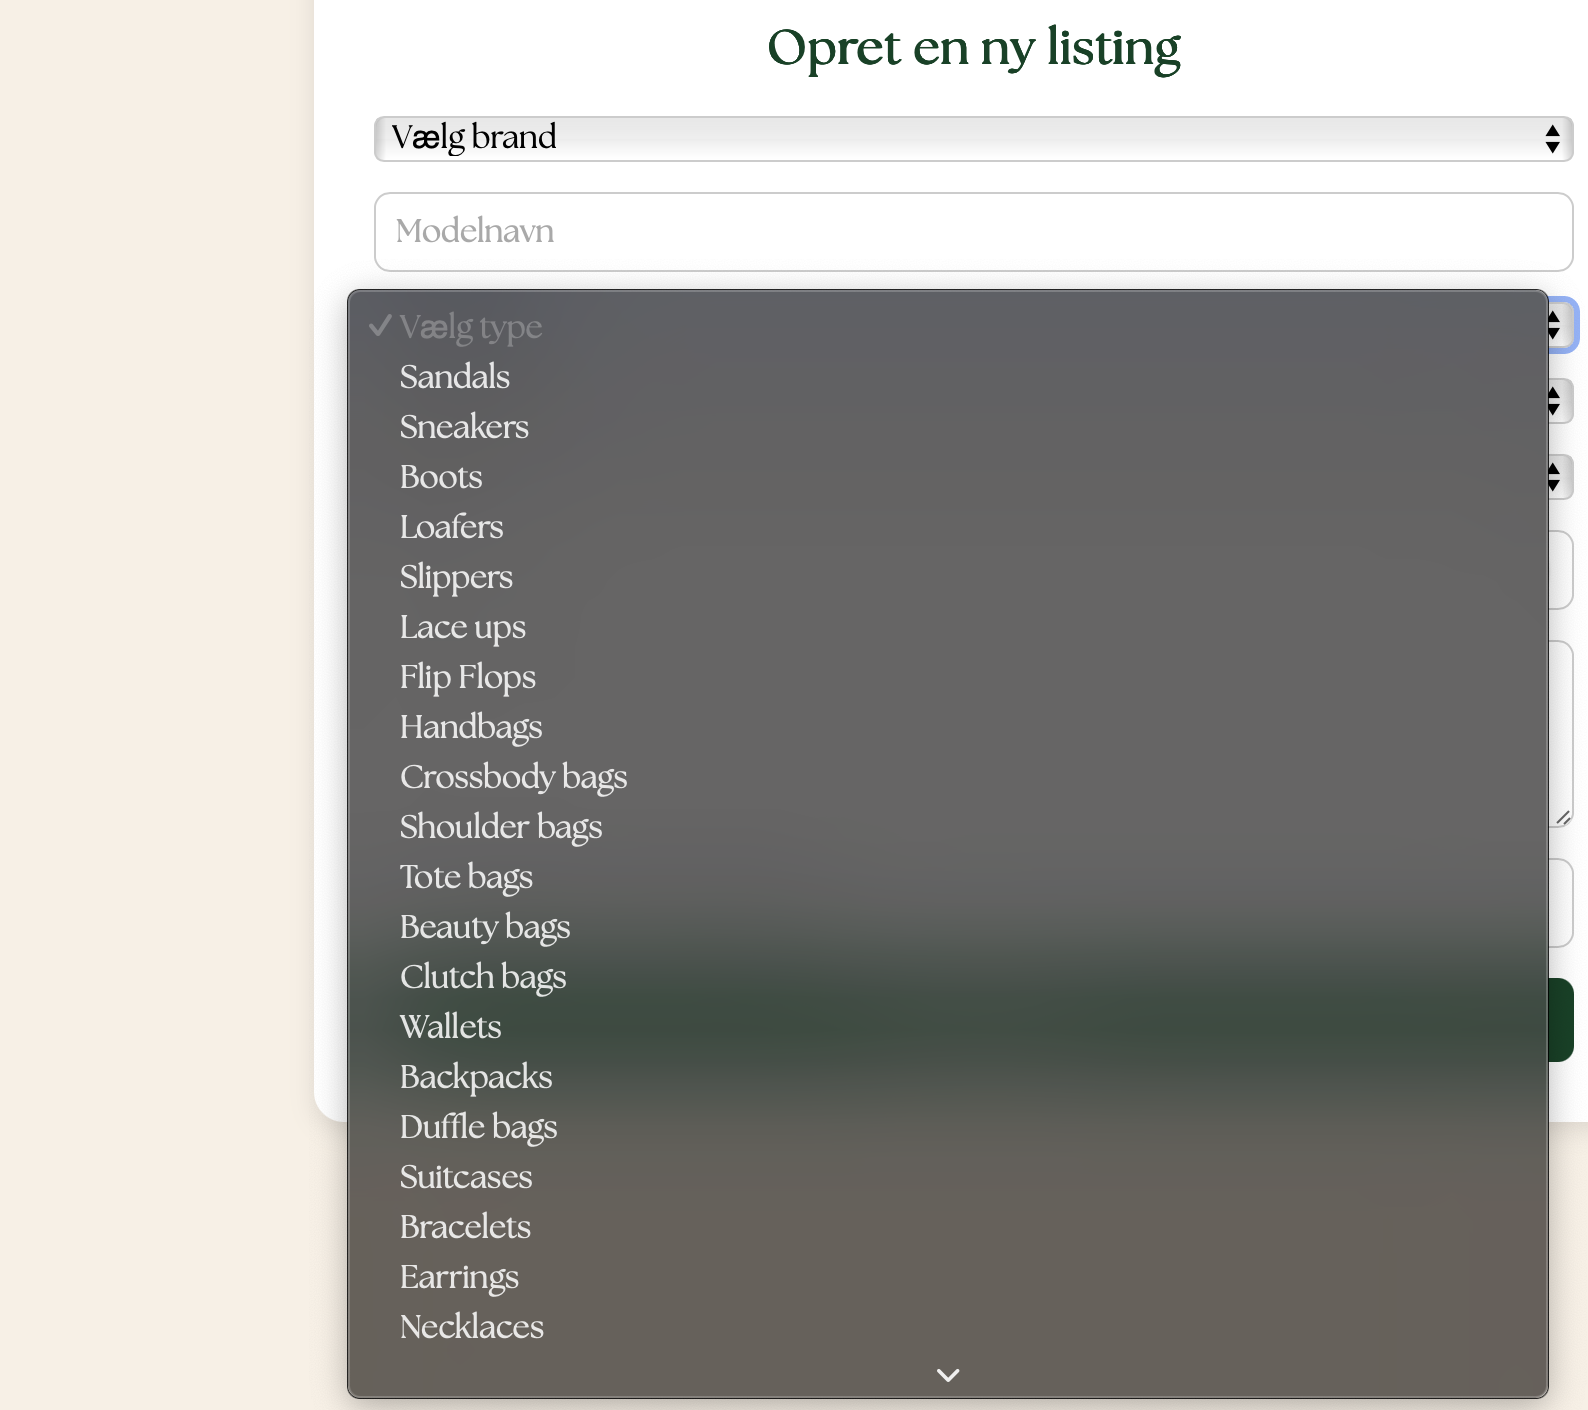 Opret en ny listing
Vælg brand
Modelnavn
Vælg type
Sandals
Sneakers
Boots
Loafers
Slippers
Lace ups
Flip Flops
Handbags
Crossbody bags
Shoulder bags
Tote bags
Beauty bags
Clutch bags
Wallets
Backpacks
Duffle bags
Suitcases
Bracelets
Earrings
Necklaces